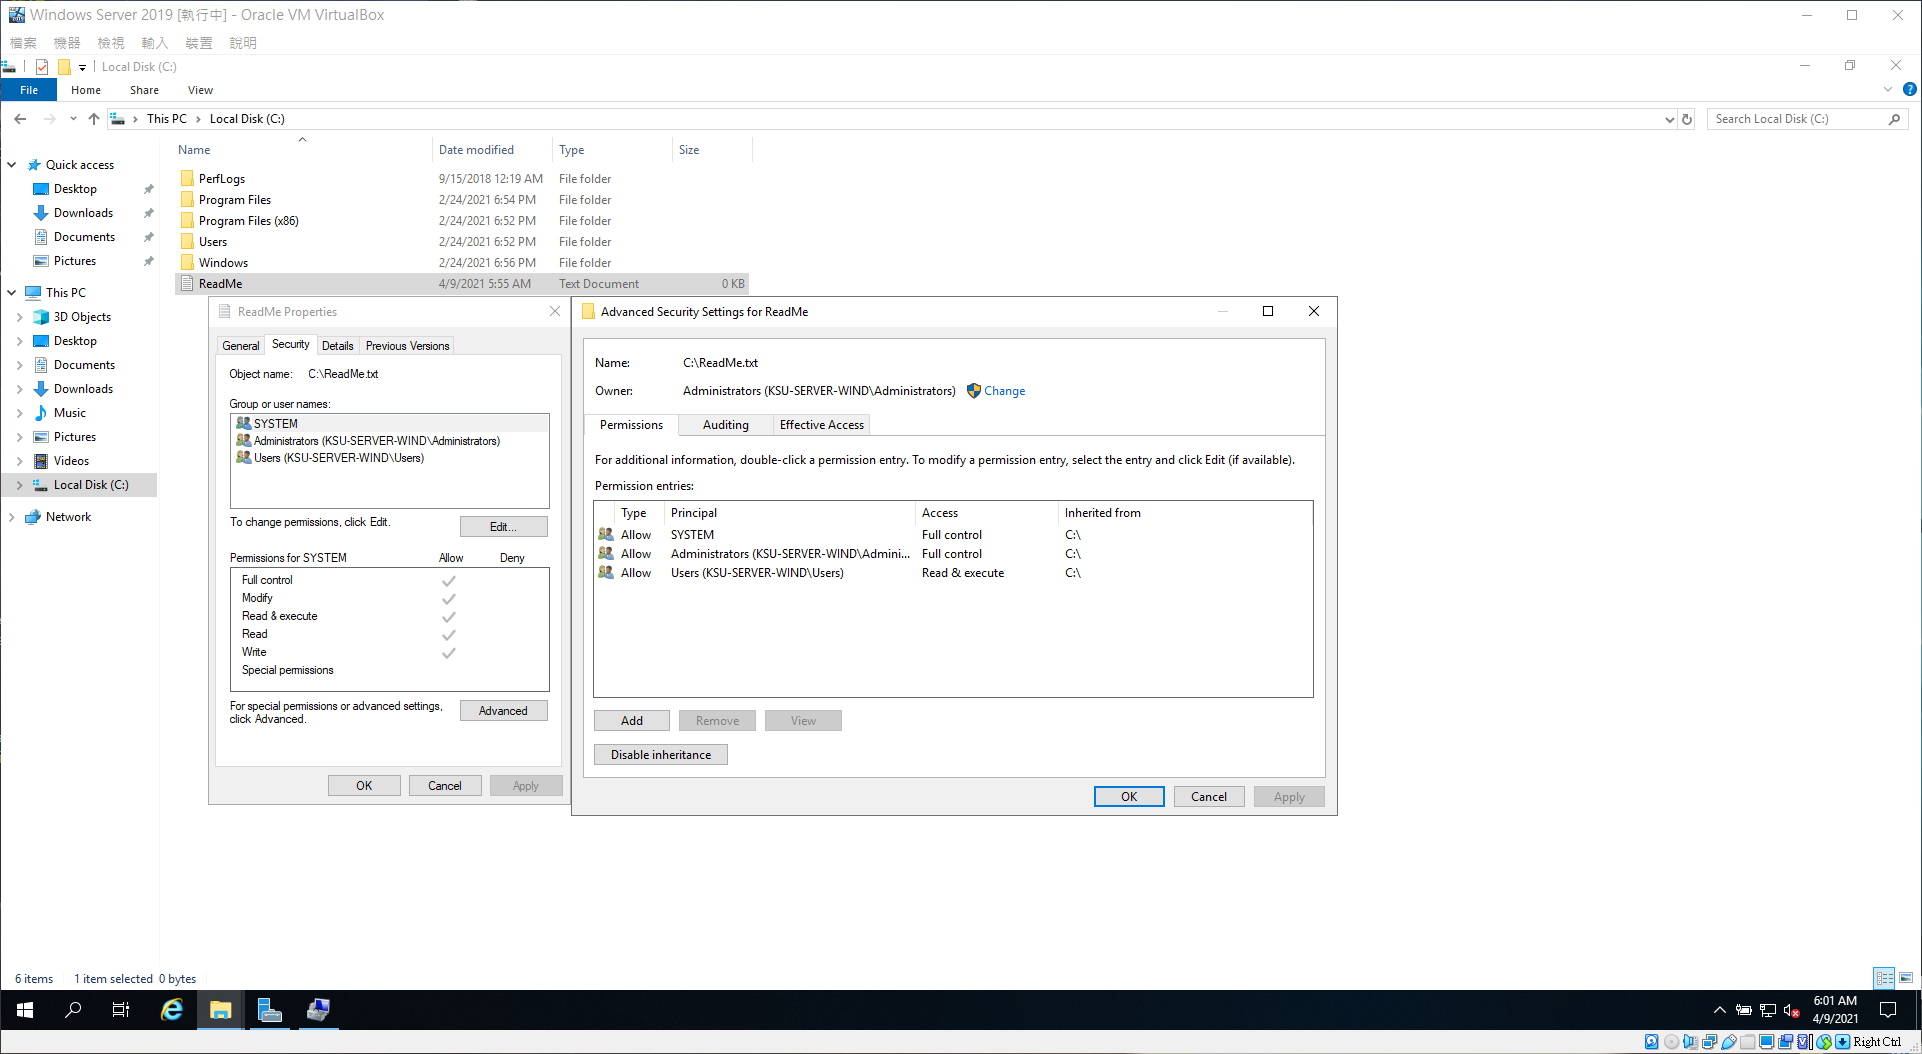 Windows Server 2019 [執行中] - Oracle VM VirtualBox
檔案 機器 檢視 輸入 裝置 說明
Local Disk (C:)
File Home Share View
This PC › Local Disk (C:)
Search Local Disk (C:)
Quick access
Desktop
Downloads
Documents
Pictures
This PC
3D Objects
Desktop
Documents
Downloads
Music
Pictures
Videos
Local Disk (C:)
Network
Name Date modified Type Size
PerfLogs 9/15/2018 12:19 AM File folder
Program Files 2/24/2021 6:54 PM File folder
Program Files (x86) 2/24/2021 6:52 PM File folder
Users 2/24/2021 6:52 PM File folder
Windows 2/24/2021 6:56 PM File folder
ReadMe 4/9/2021 5:55 AM Text Document 0 KB
ReadMe Properties
General Security Details Previous Versions
Object name: C:\ReadMe.txt
Group or user names:
SYSTEM
Administrators (KSU-SERVER-WIND\Administrators)
Users (KSU-SERVER-WIND\Users)
To change permissions, click Edit.
Edit...
Permissions for SYSTEM Allow Deny
Full control
Modify
Read & execute
Read
Write
Special permissions
For special permissions or advanced settings,
click Advanced.
Advanced
OK Cancel Apply
Advanced Security Settings for ReadMe
Name: C:\ReadMe.txt
Owner: Administrators (KSU-SERVER-WIND\Administrators) Change
Permissions Auditing Effective Access
For additional information, double-click a permission entry. To modify a permission entry, select the entry and click Edit (if available).
Permission entries:
Type Principal Access Inherited from
Allow SYSTEM Full control C:\
Allow Administrators (KSU-SERVER-WIND\Admini... Full control C:\
Allow Users (KSU-SERVER-WIND\Users) Read & execute C:\
Add Remove View
Disable inheritance
OK Cancel Apply
6 items 1 item selected 0 bytes
6:01 AM
4/9/2021
Right Ctrl